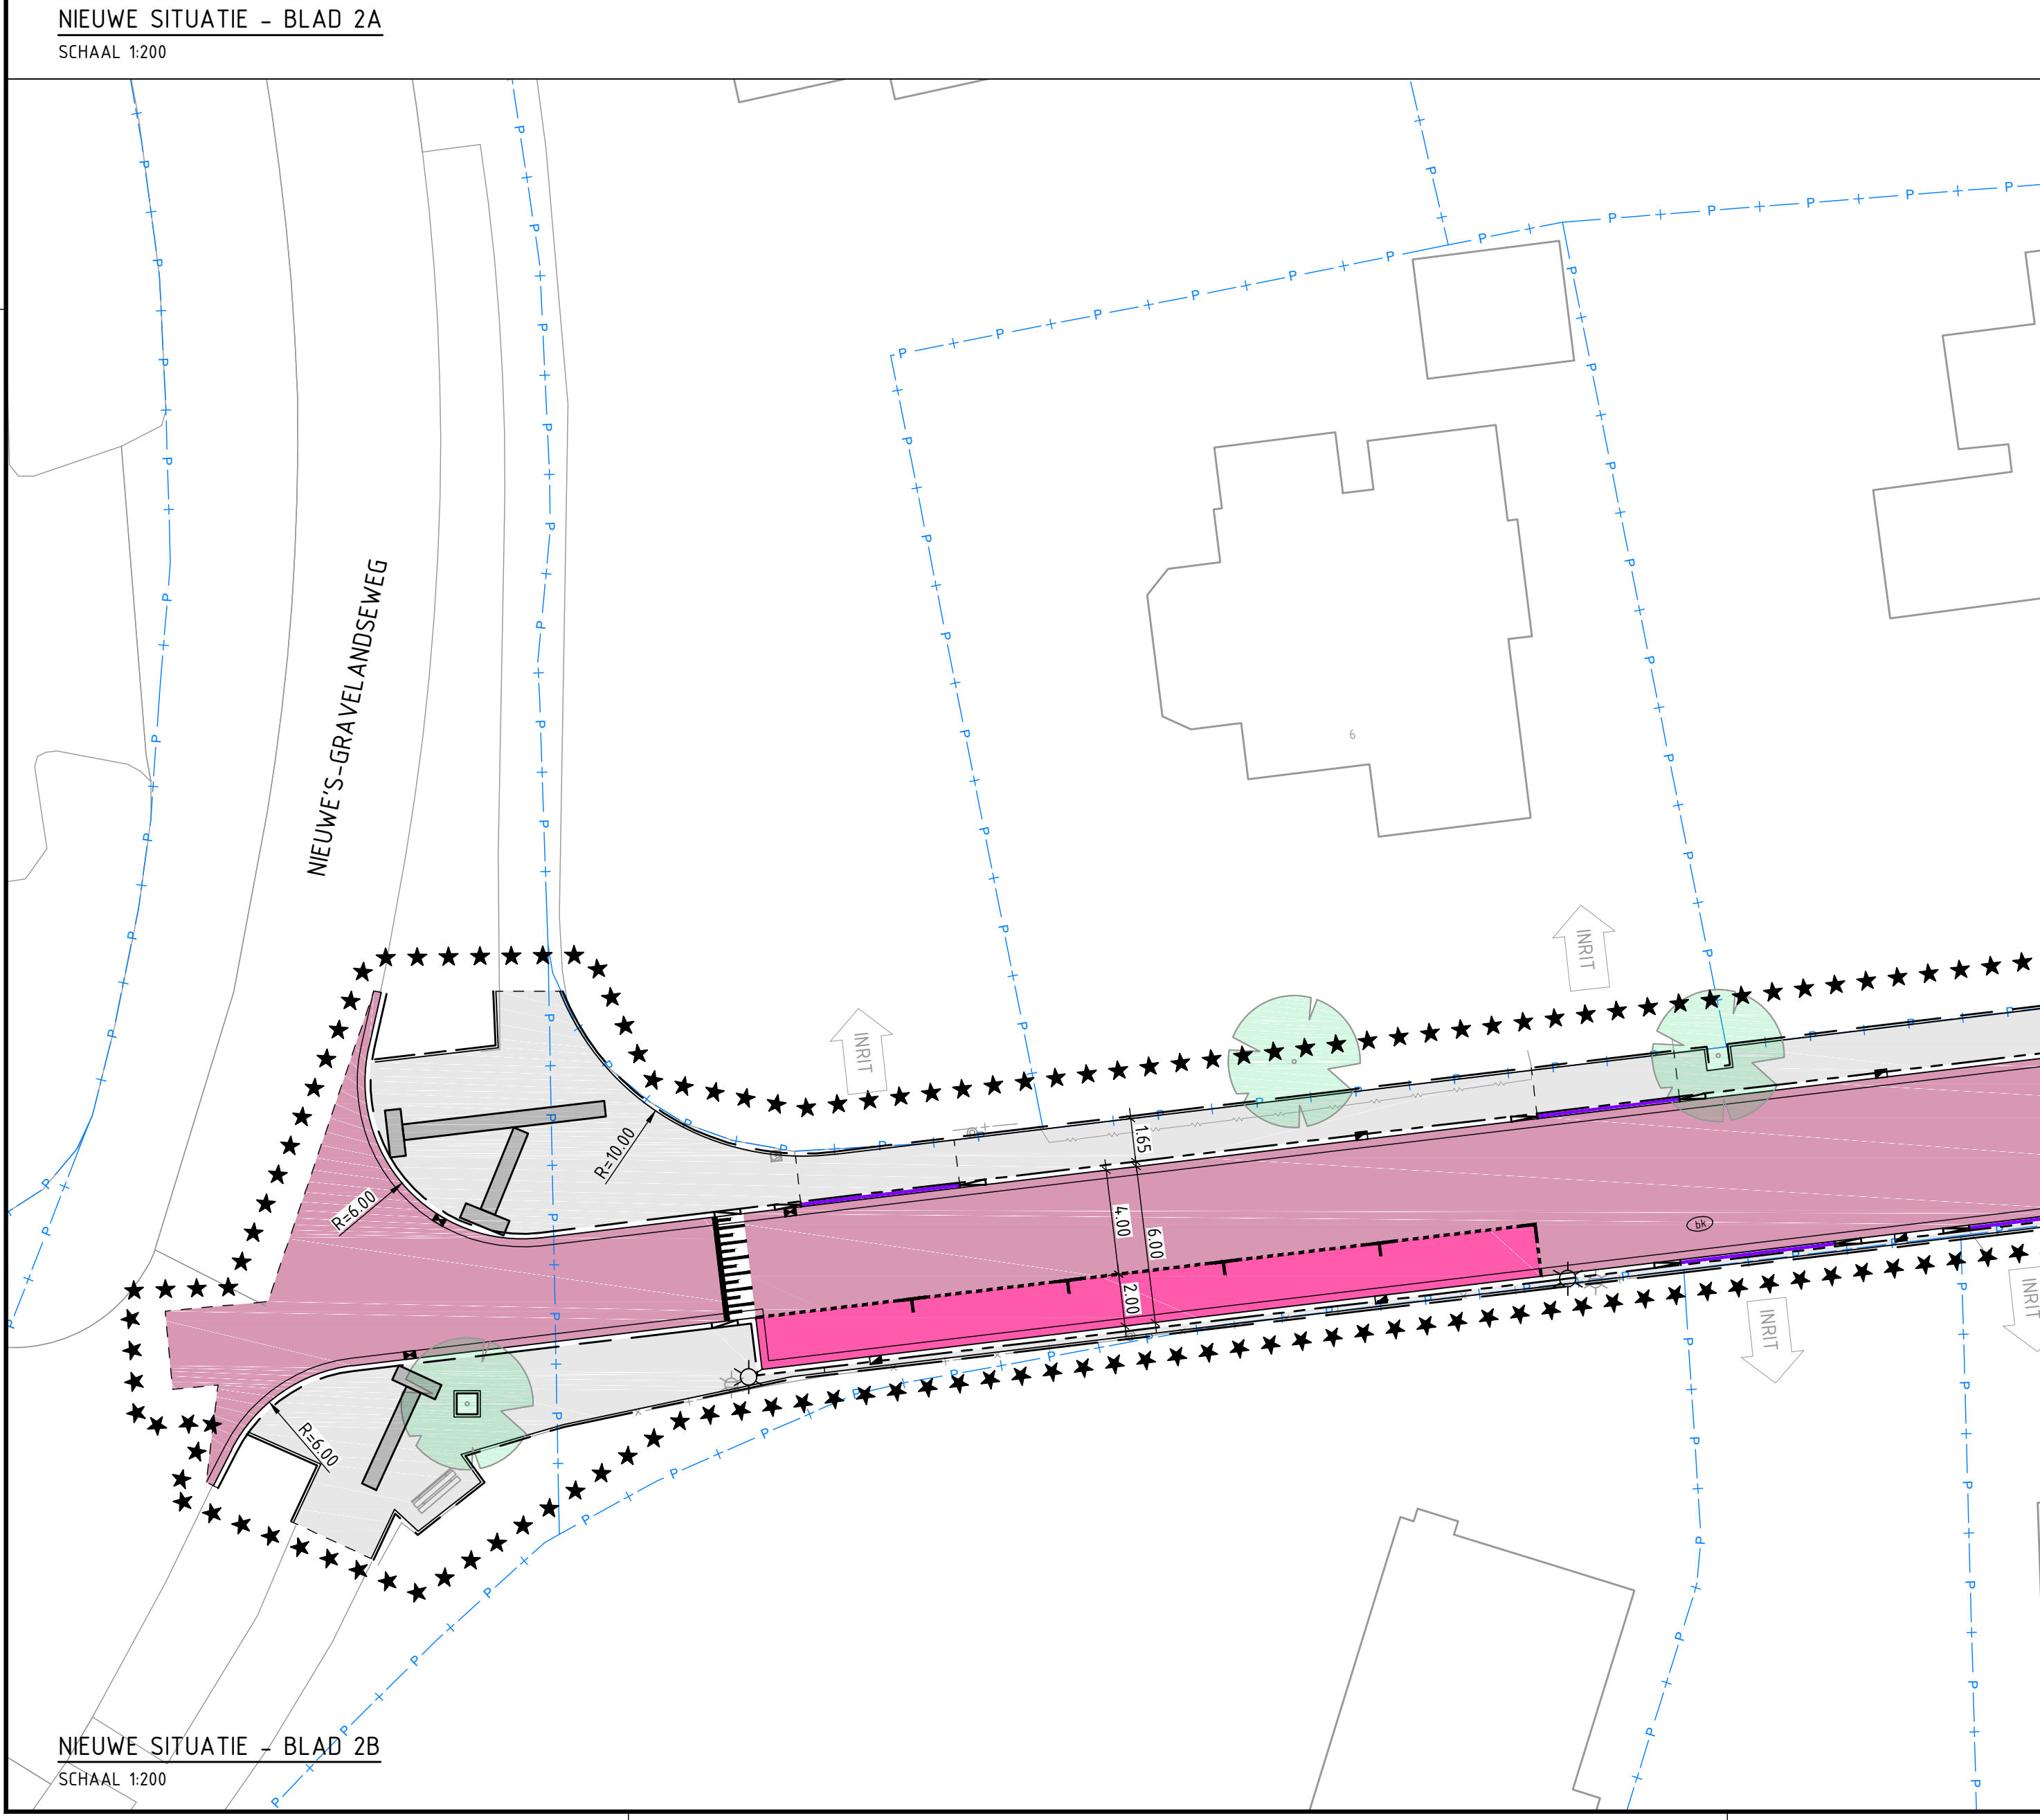 NIEUWE SITUATIE - BLAD 2A
SCHAAL 1:200
NIEUWE'S-GRAVELANDSEWEG
6
INRIT
INRIT
R=10.00
R=6.00
1.65
4.00
6.00
2.00
bk
INRIT
INRIT
R=6.00
NIEUWE SITUATIE - BLAD 2B
SCHAAL 1:200